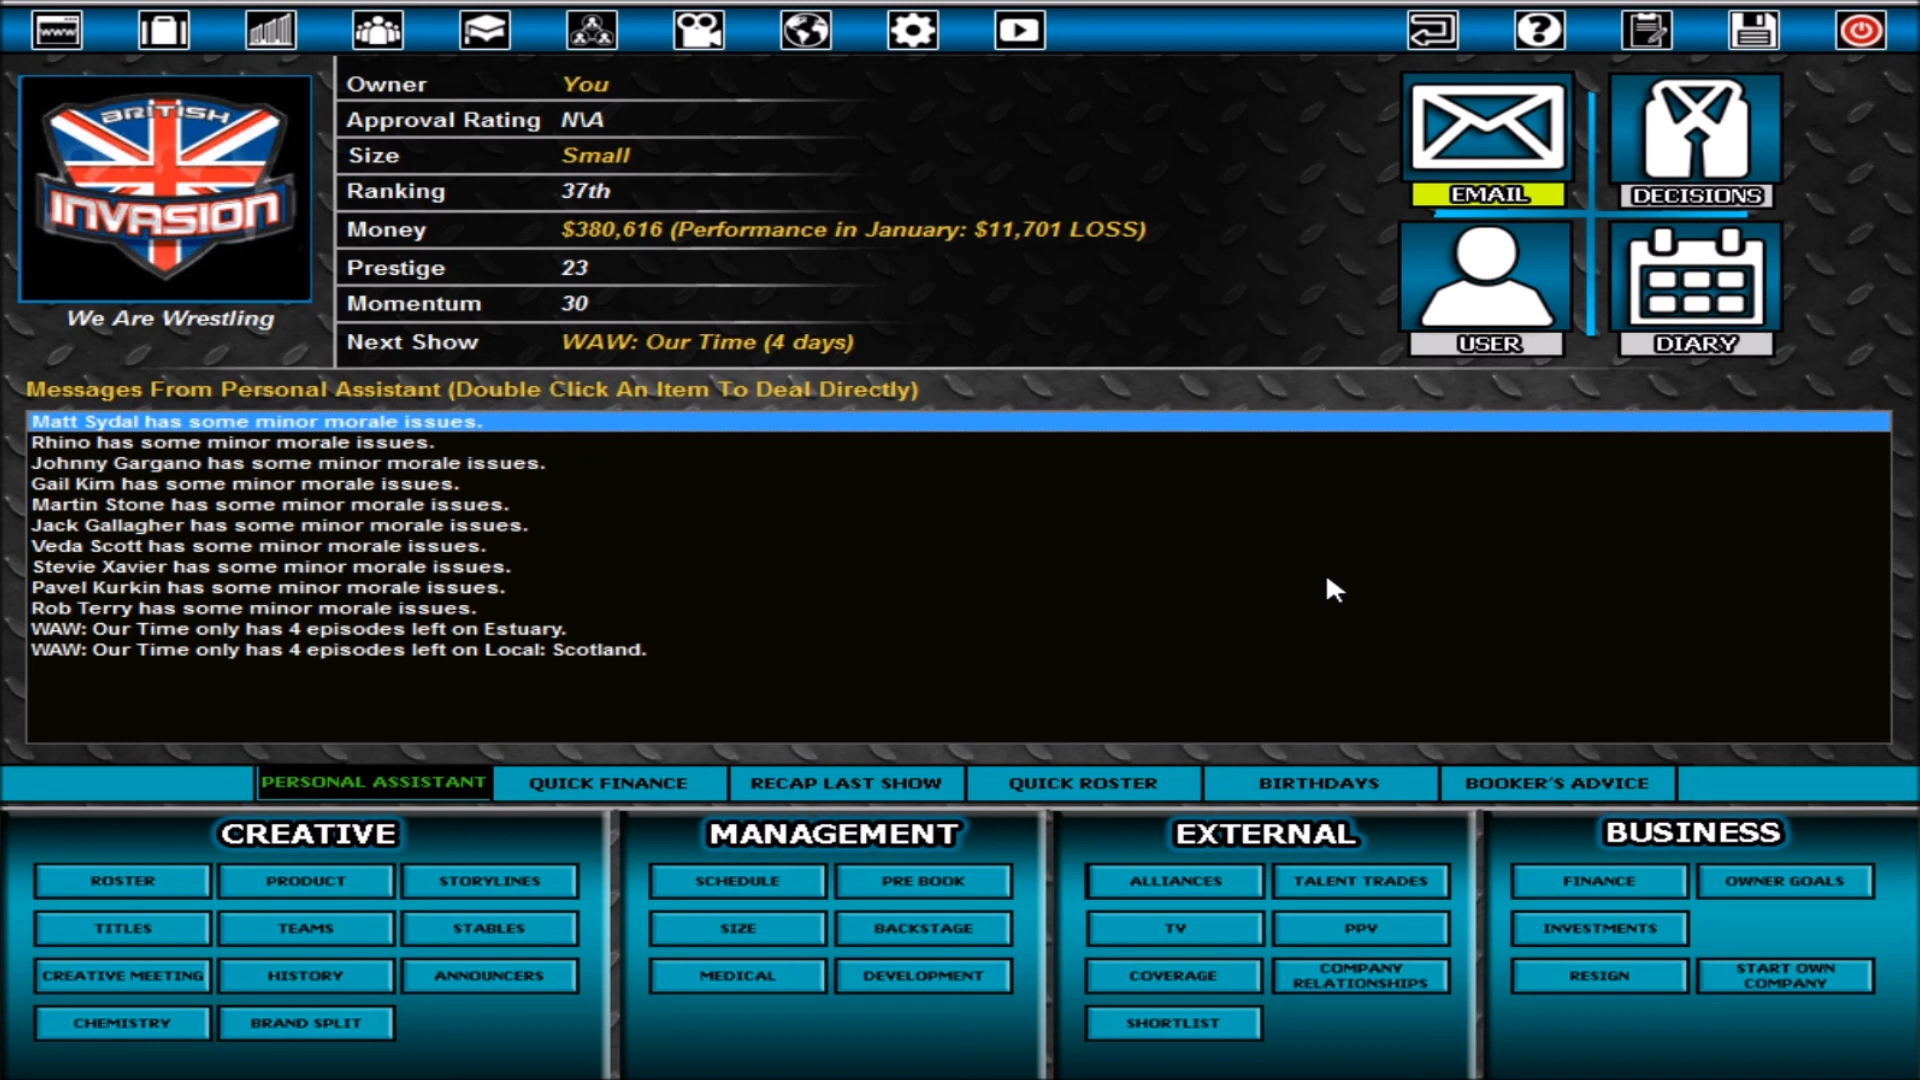 www
BRITISH
INVASION
We Are Wrestling
Owner You
Approval Rating N\A
Size Small
Ranking 37th
Money $380,616 (Performance in January: $11,701 LOSS)
Prestige 23
Momentum 30
Next Show WAW: Our Time (4 days)
EMAIL
DECISIONS
USER
DIARY
Messages From Personal Assistant (Double Click An Item To Deal Directly)
Matt Sydal has some minor morale issues.
Rhino has some minor morale issues.
Johnny Gargano has some minor morale issues.
Gail Kim has some minor morale issues.
Martin Stone has some minor morale issues.
Jack Gallagher has some minor morale issues.
Veda Scott has some minor morale issues.
Stevie Xavier has some minor morale issues.
Pavel Kurkin has some minor morale issues.
Rob Terry has some minor morale issues.
WAW: Our Time only has 4 episodes left on Estuary.
WAW: Our Time only has 4 episodes left on Local: Scotland.
PERSONAL ASSISTANT QUICK FINANCE RECAP LAST SHOW QUICK ROSTER BIRTHDAYS BOOKER'S ADVICE
CREATIVE
ROSTER PRODUCT STORYLINES
TITLES TEAMS STABLES
CREATIVE MEETING HISTORY ANNOUNCERS
CHEMISTRY BRAND SPLIT
MANAGEMENT
SCHEDULE PRE BOOK
SIZE BACKSTAGE
MEDICAL DEVELOPMENT
EXTERNAL
ALLIANCES TALENT TRADES
TV PPV
COVERAGE COMPANY RELATIONSHIPS
SHORTLIST
BUSINESS
FINANCE OWNER GOALS
INVESTMENTS
RESIGN START OWN COMPANY